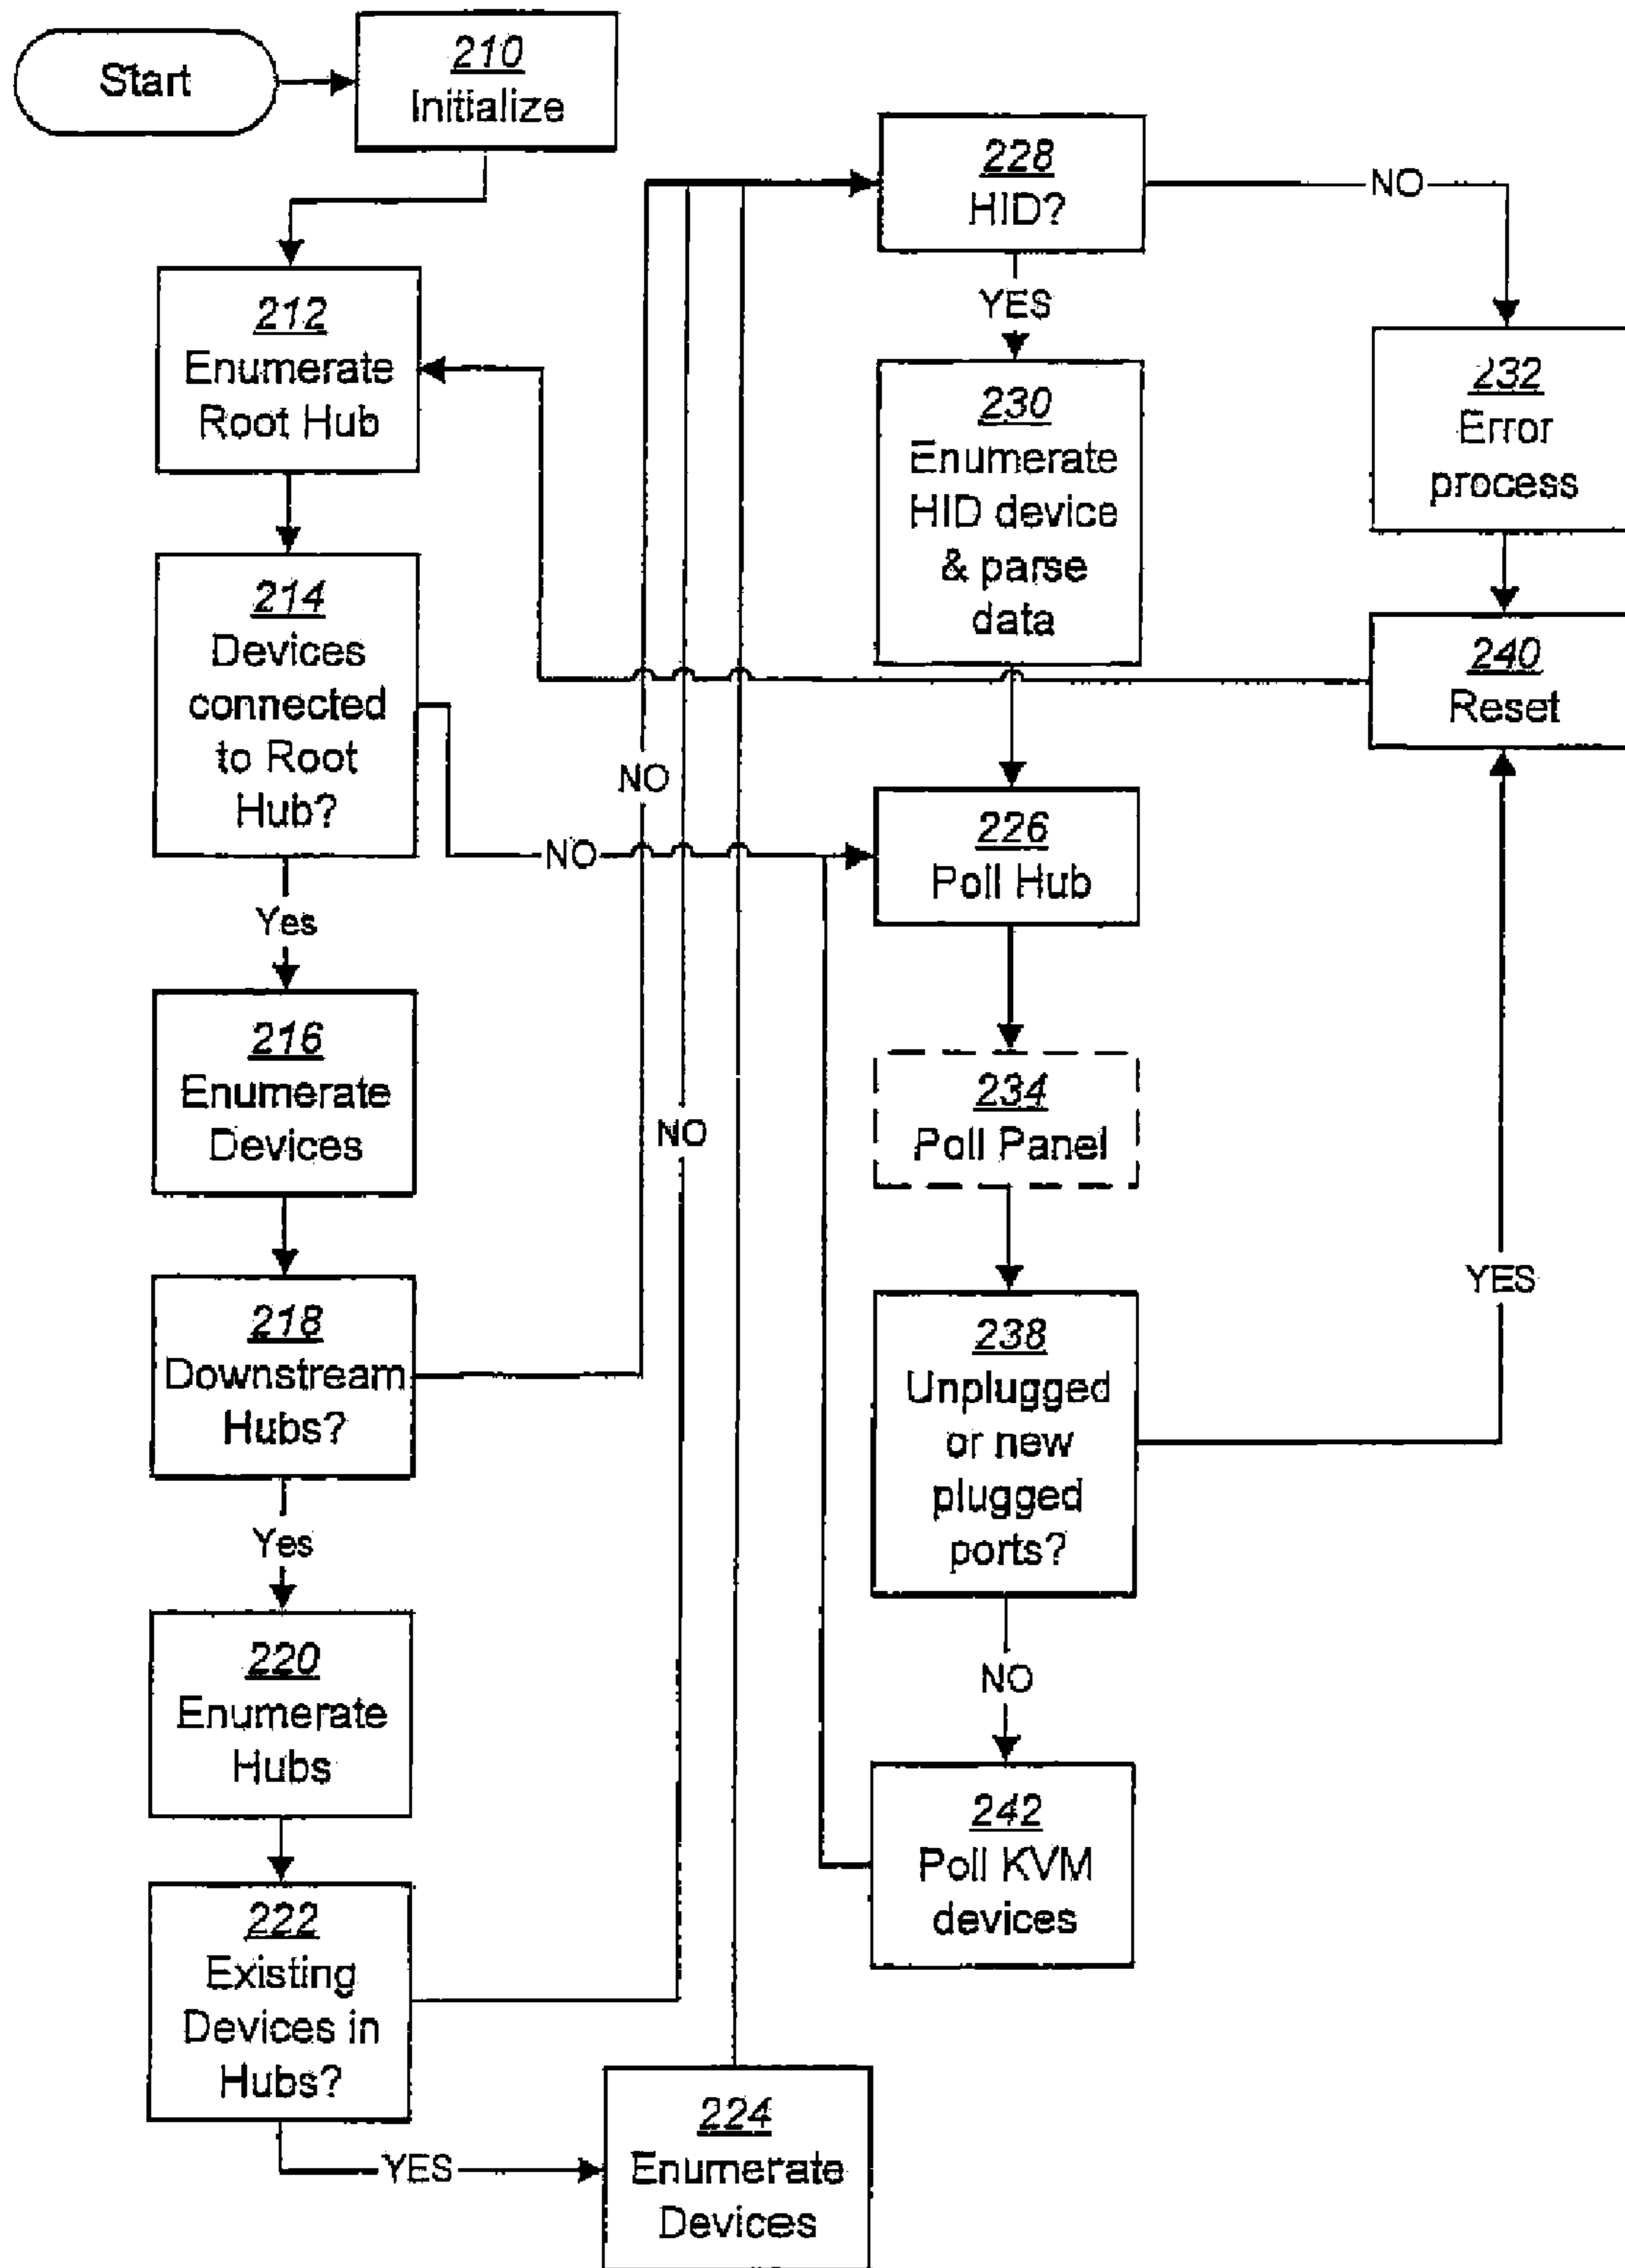 Start
210
Initialize
212
Enumerate
Root Hub
214
Devices
connected
to Root
Hub?
NO
Yes
216
Enumerate
Devices
218
Downstream
Hubs?
NO
Yes
220
Enumerate
Hubs
222
Existing
Devices in
Hubs?
NO
YES
224
Enumerate
Devices
228
HID?
NO
YES
230
Enumerate
HID device
& parse
data
232
Error
process
240
Reset
226
Poll Hub
234
Poll Panel
238
Unplugged
or new
plugged
ports?
YES
NO
242
Poll KVM
devices